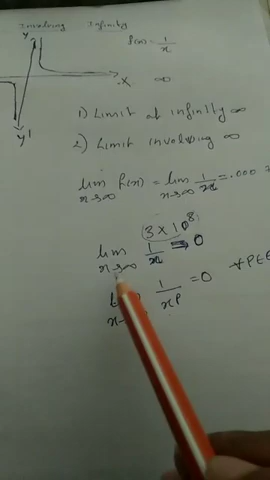 Involving Infinity
y
f(x) = 1/x
x ∞
y1
1) Limit at infinity ∞
2) Limit involving ∞
lim x→∞ f(x) = lim x→∞ 1/x = .000
3 × 10^8
lim x→∞ 1/x → 0
x→ 1/x^p = 0 ∀ P